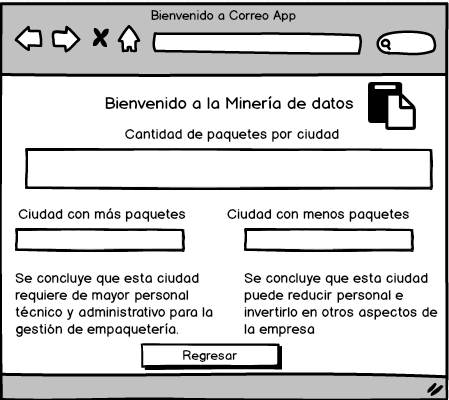 Bienvenido a Correo App
Bienvenido a la Minería de datos
Cantidad de paquetes por ciudad
Ciudad con más paquetes
Ciudad con menos paquetes
Se concluye que esta ciudad
requiere de mayor personal
técnico y administrativo para la
gestión de empaquetería.
Se concluye que esta ciudad
puede reducir personal e
invertirlo en otros aspectos de
la empresa
Regresar